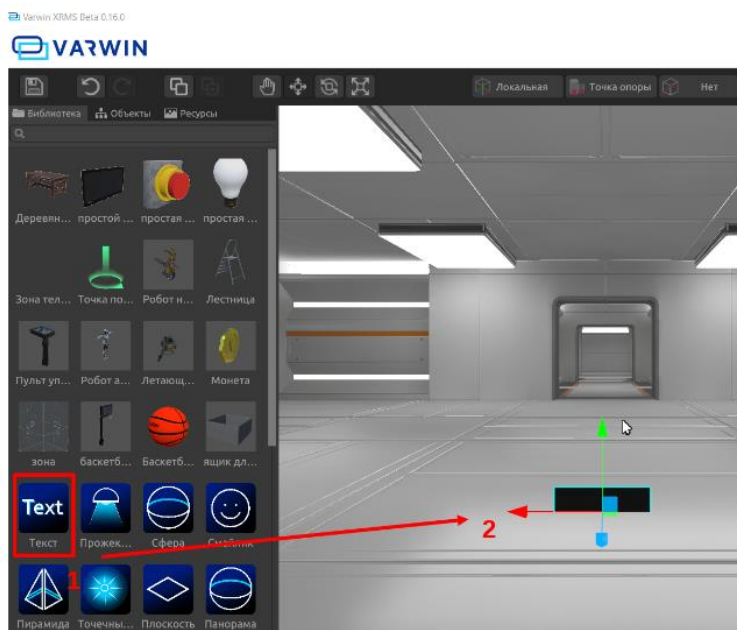 Varwin XRMS Beta 0.16.0
VARWIN
Локальная Точка опоры Нет
Библиотека Объекты Ресурсы
Деревян... простой ... простая ... простая ...
Зона тел... Точка по... Робот н... Лестница
Пульт уп... Робот а... Летающ... Монета
зона баскетб... Баскетб... ящик дл...
Text
Текст Прожек... Сфера Смайлик
1 2
Пирамида Точечны... Плоскость Панорама